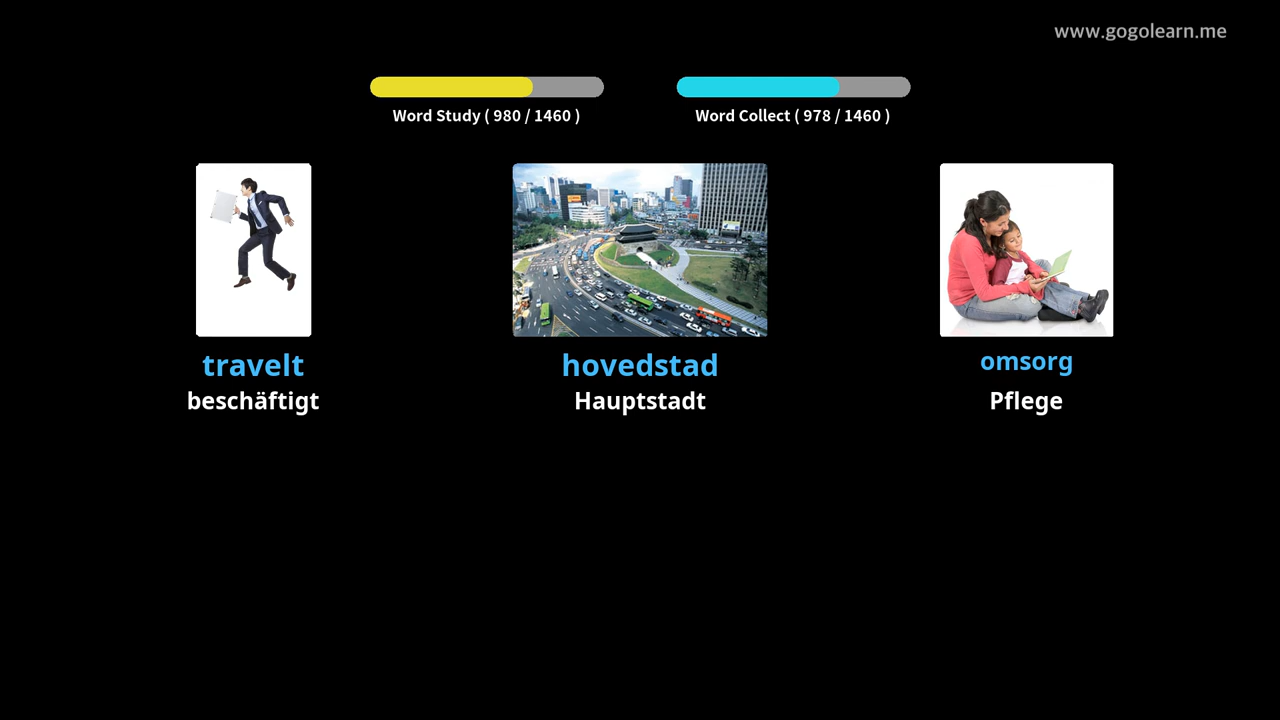 www.gogolearn.me
Word Study ( 980 / 1460 )
Word Collect ( 978 / 1460 )
travelt
hovedstad
omsorg
beschäftigt
Hauptstadt
Pflege